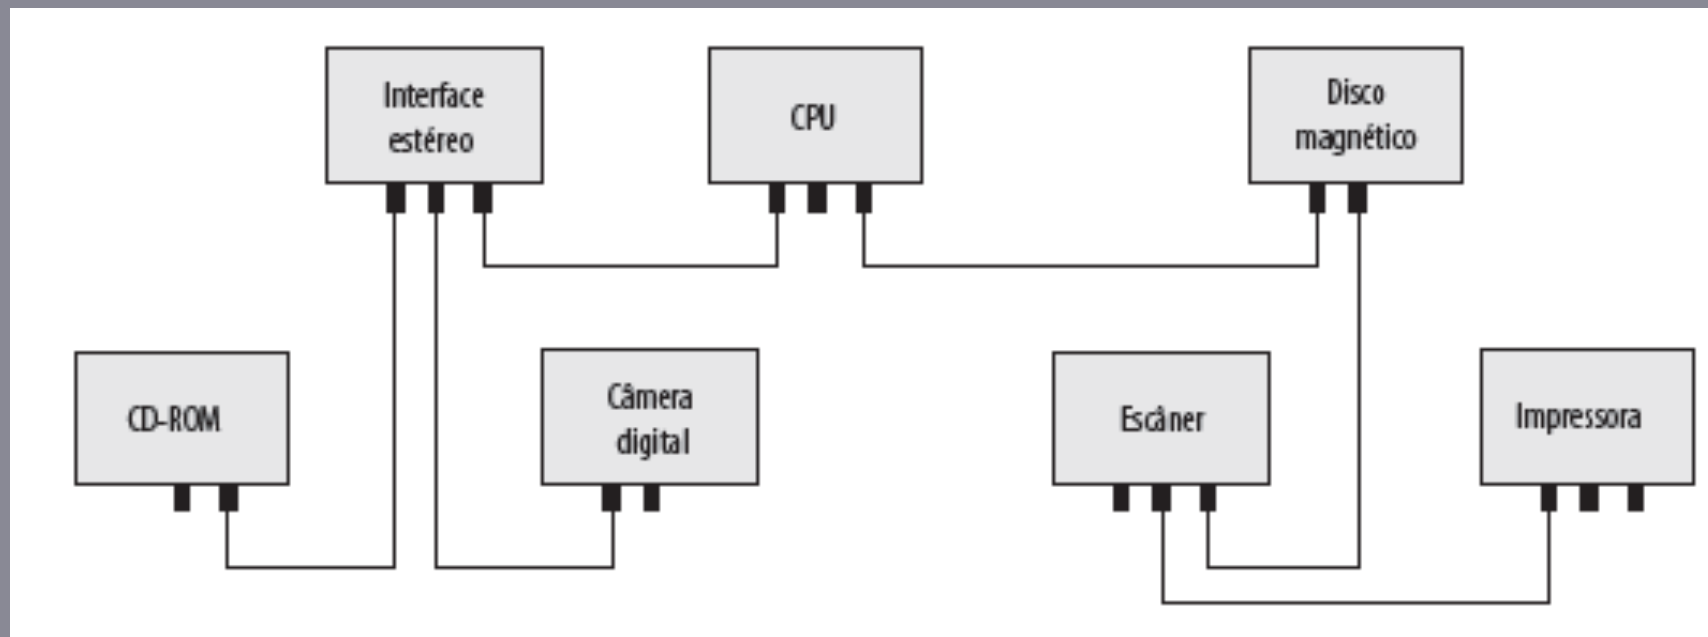 Interface
estéreo
CPU
Disco
magnético
CD-ROM
Câmera
digital
Escâner
Impressora